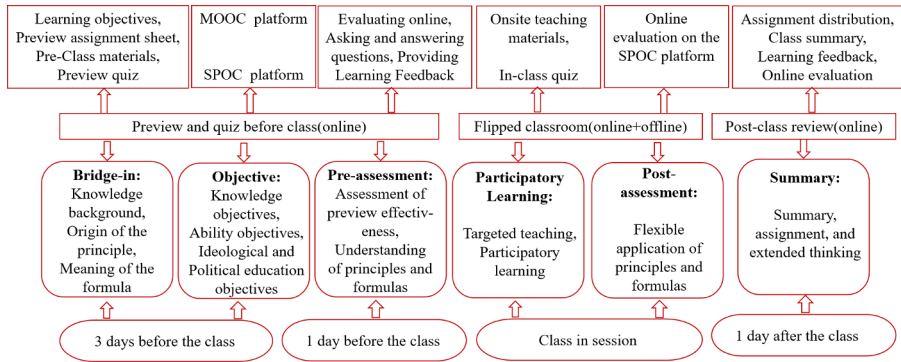 Learning objectives,
Preview assignment sheet,
Pre-Class materials,
Preview quiz
MOOC platform
SPOC platform
Evaluating online,
Asking and answering
questions, Providing
Learning Feedback
Onsite teaching
materials,
In-class quiz
Online
evaluation on the
SPOC platform
Assignment distribution,
Class summary,
Learning feedback,
Online evaluation
Preview and quiz before class(online)
Flipped classroom(online+offline)
Post-class review(online)
Bridge-in:
Knowledge
background,
Origin of the
principle,
Meaning of the
formula
Objective:
Knowledge
objectives,
Ability objectives,
Ideological and
Political education
objectives
Pre-assessment:
Assessment of
preview effectiv-
eness,
Understanding
of principles and
formulas
Participatory
Learning:
Targeted teaching,
Participatory
learning
Post-
assessment:
Flexible
application of
principles and
formulas
Summary:
Summary,
assignment, and
extended thinking
3 days before the class
1 day before the class
Class in session
1 day after the class